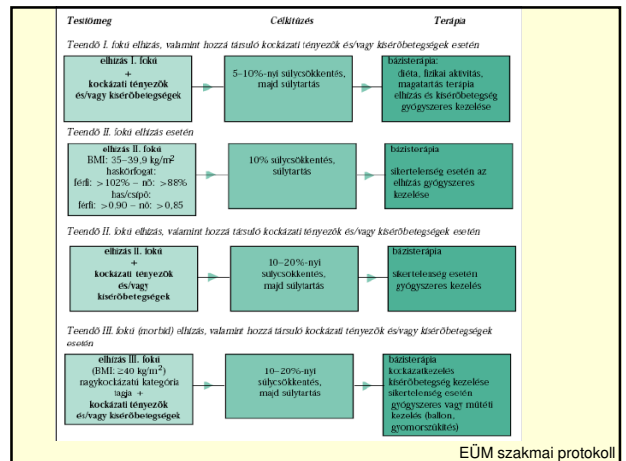 Testtömeg Célkitűzés Terápia
Teendő I. fokú elhízás, valamint hozzá társuló kockázati tényezők és/vagy kísérőbetegségek esetén
elhízás I. fokú
+
kockázati tényezők
és/vagy kísérőbetegségek
5–10%-nyi súlycsökkentés,
majd súlytartás
bázisterápia:
diéta, fizikai aktivitás,
magatartás terápia
elhízás és kísérőbetegség
gyógyszeres kezelése
Teendő II. fokú elhízás esetén
elhízás II. fokú
BMI: 35–39,9 kg/m²
haskörfogat:
férfi: >102% – nő: >88%
has/csípő:
férfi: >0.90 – nő: >0,85
10% súlycsökkentés,
súlytartás
bázisterápia
sikertelenség esetén az
elhízás gyógyszeres
kezelése
Teendő II. fokú elhízás, valamint hozzá társuló kockázati tényezők és/vagy kísérőbetegségek esetén
elhízás II. fokú
+
kockázati tényezők
és/vagy
kísérőbetegségek
10–20%-nyi
súlycsökkentés,
majd súlytartás
bázisterápia
sikertelenség esetén
gyógyszeres kezelés
Teendő III. fokú (morbid) elhízás, valamint hozzá társuló kockázati tényezők és/vagy kísérőbetegségek
esetén
elhízás III. fokú
(BMI: ≥40 kg/m²)
nagykockázatú kategória
tagja +
kockázati tényezők
és/vagy kísérőbetegségek
10–20%-nyi
súlycsökkentés,
majd súlytartás
bázisterápia
kockázatkezelés
kísérőbetegség kezelése
sikertelenség esetén
gyógyszeres vagy műtéti
kezelés (ballon,
gyomorszűkítés)
EÜM szakmai protokoll